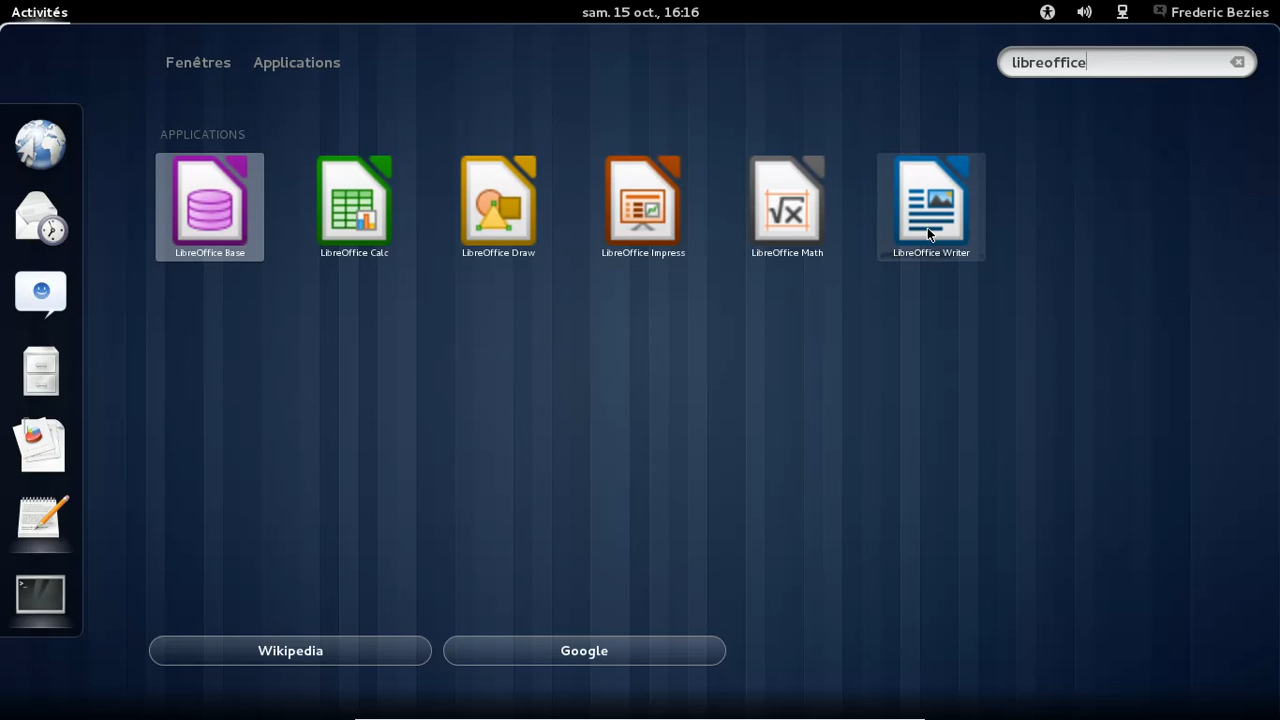 Activités
sam. 15 oct., 16:16
Frederic Bezies
Fenêtres
Applications
libreoffice
APPLICATIONS
LibreOffice Base
LibreOffice Calc
LibreOffice Draw
LibreOffice Impress
LibreOffice Math
LibreOffice Writer
Wikipedia
Google